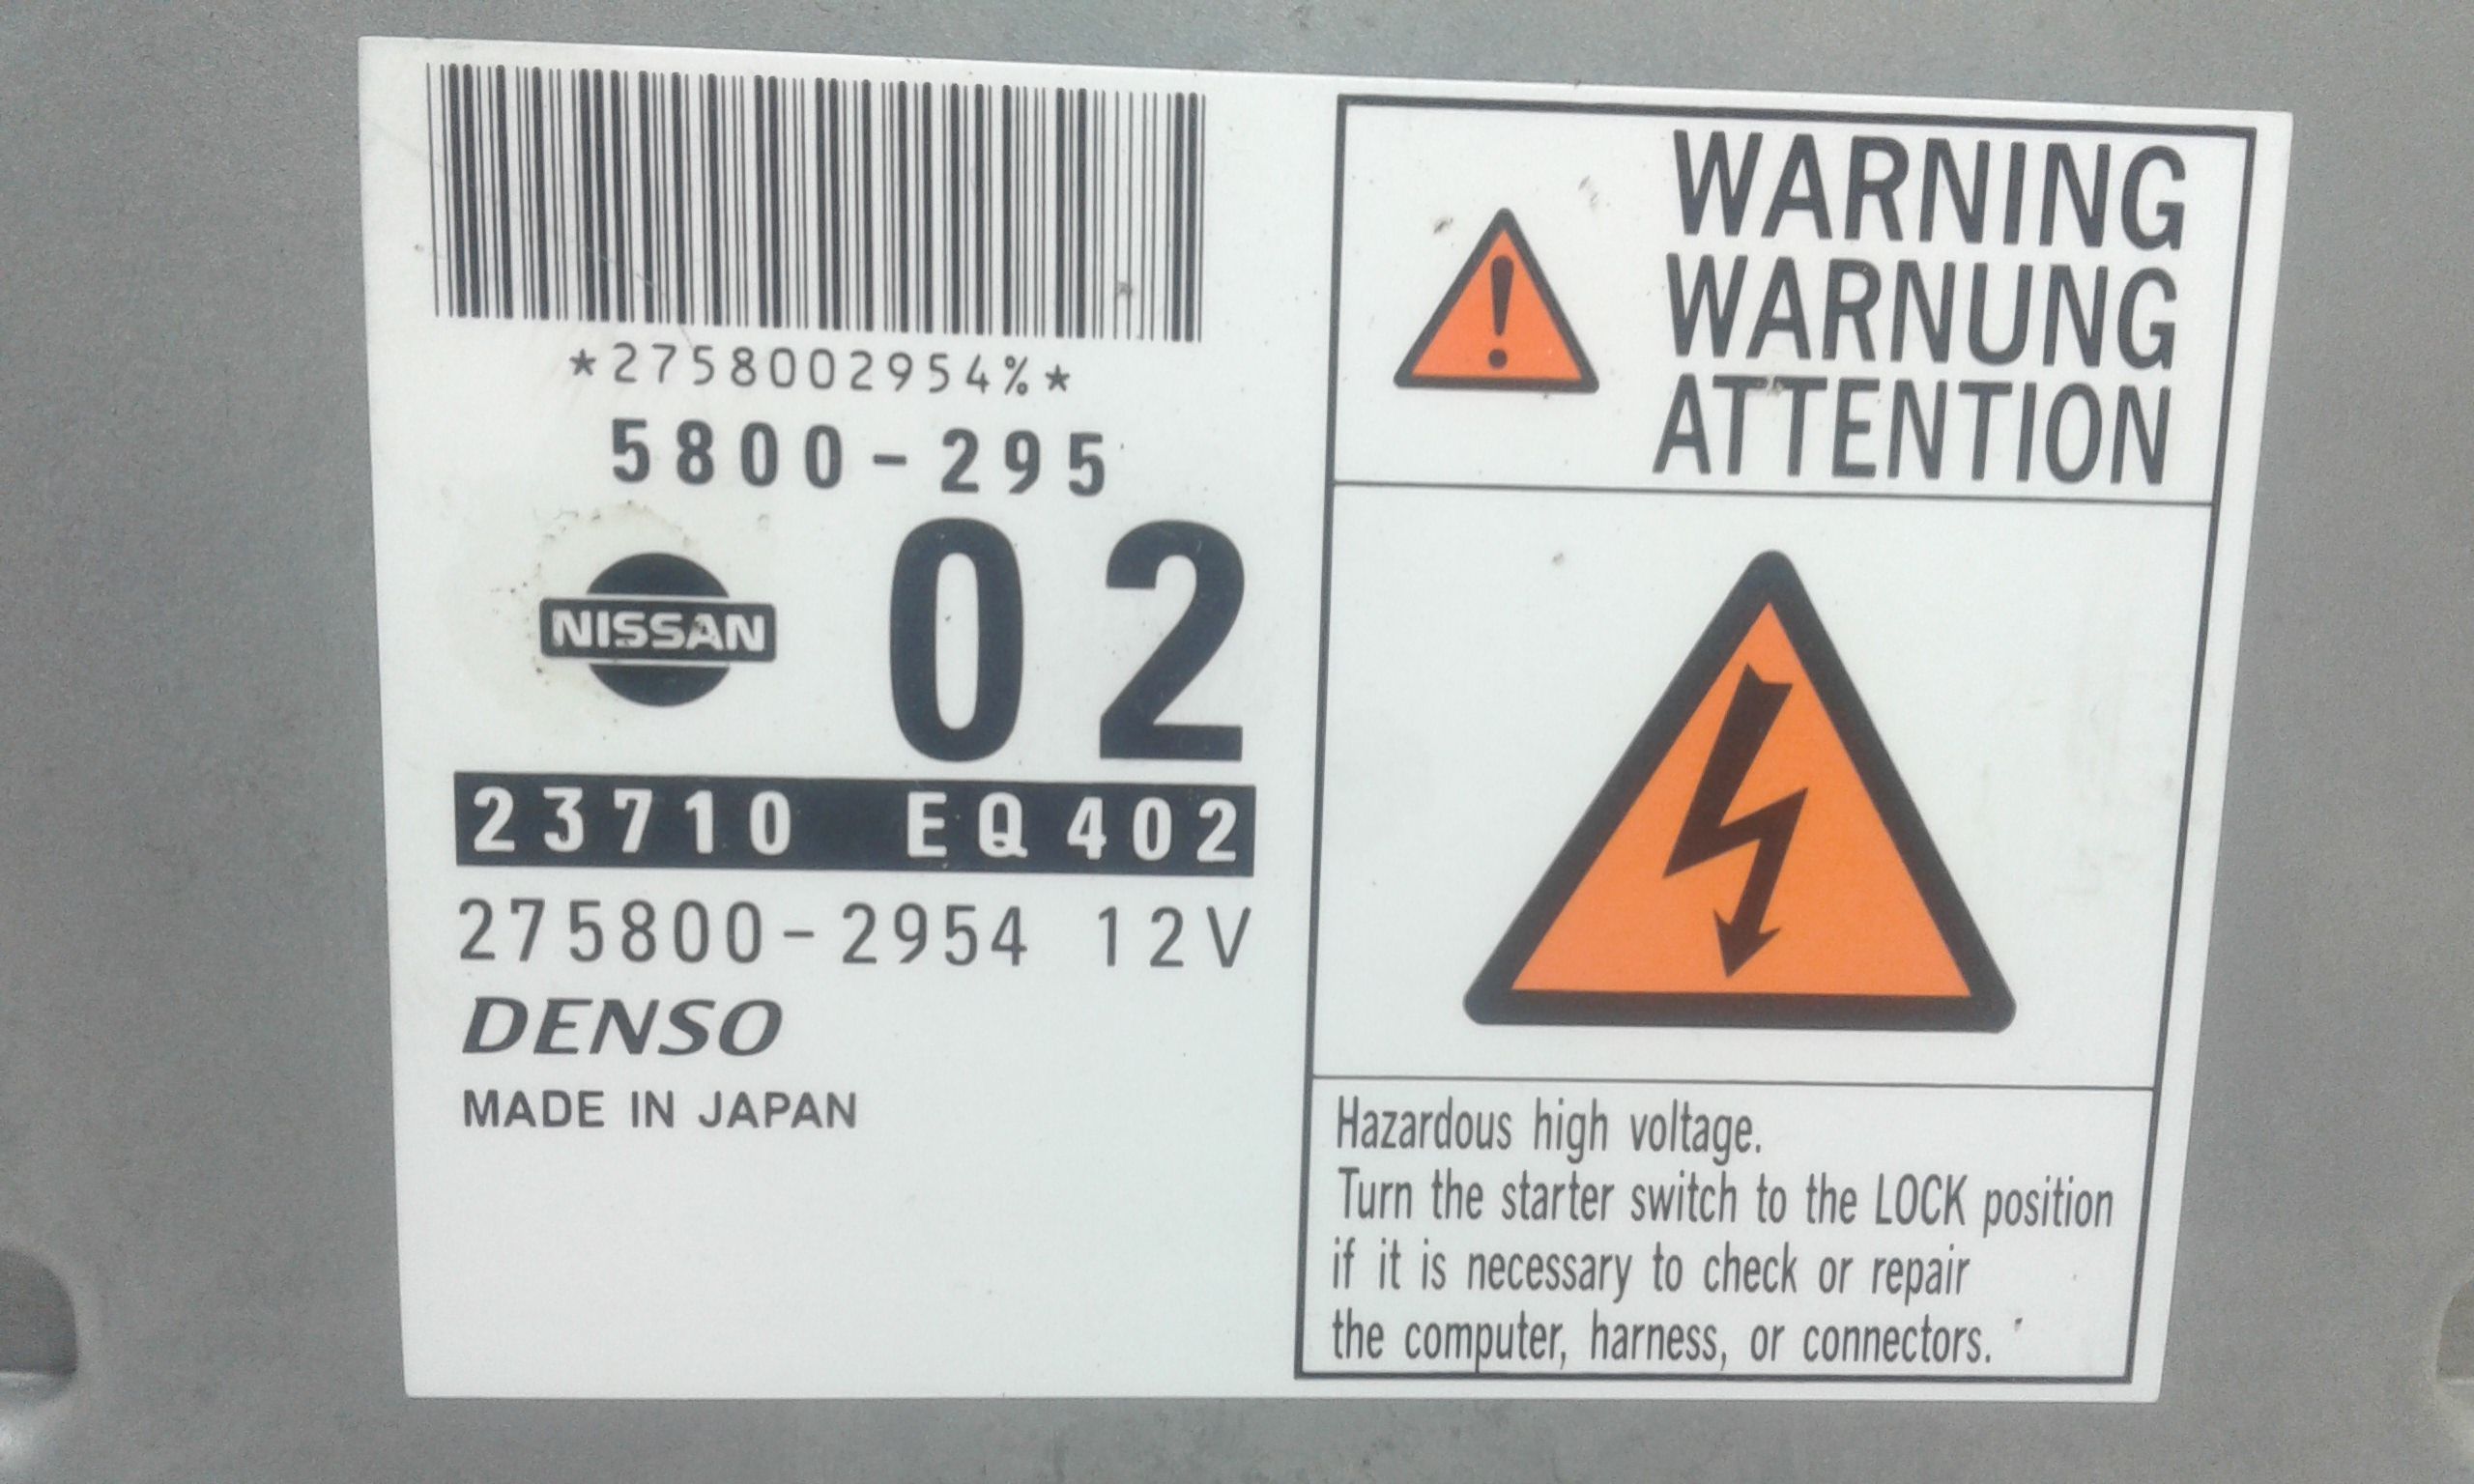 *2758002954%*
5800-295
NISSAN
02
23710 EQ402
275800-2954 12V
DENSO
MADE IN JAPAN
WARNING
WARNUNG
ATTENTION
Hazardous high voltage.
Turn the starter switch to the LOCK position
if it is necessary to check or repair
the computer, harness, or connectors.